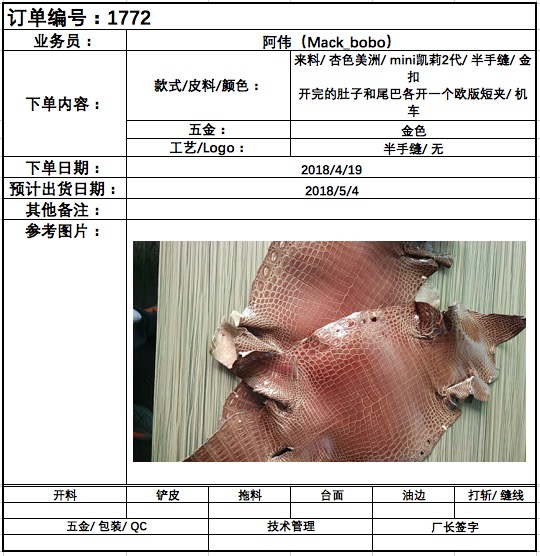 订单编号：1772
业务员： 阿伟（Mack_bobo）
下单内容： 款式/皮料/颜色： 来料/ 杏色美洲/ mini凯莉2代/ 半手缝/ 金
扣
开完的肚子和尾巴各开一个欧版短夹/ 机
车
五金： 金色
工艺/Logo： 半手缝/ 无
下单日期： 2018/4/19
预计出货日期： 2018/5/4
其他备注：
参考图片：
开料 铲皮 拖料 台面 油边 打斩/ 缝线
五金/ 包装/ QC 技术管理 厂长签字